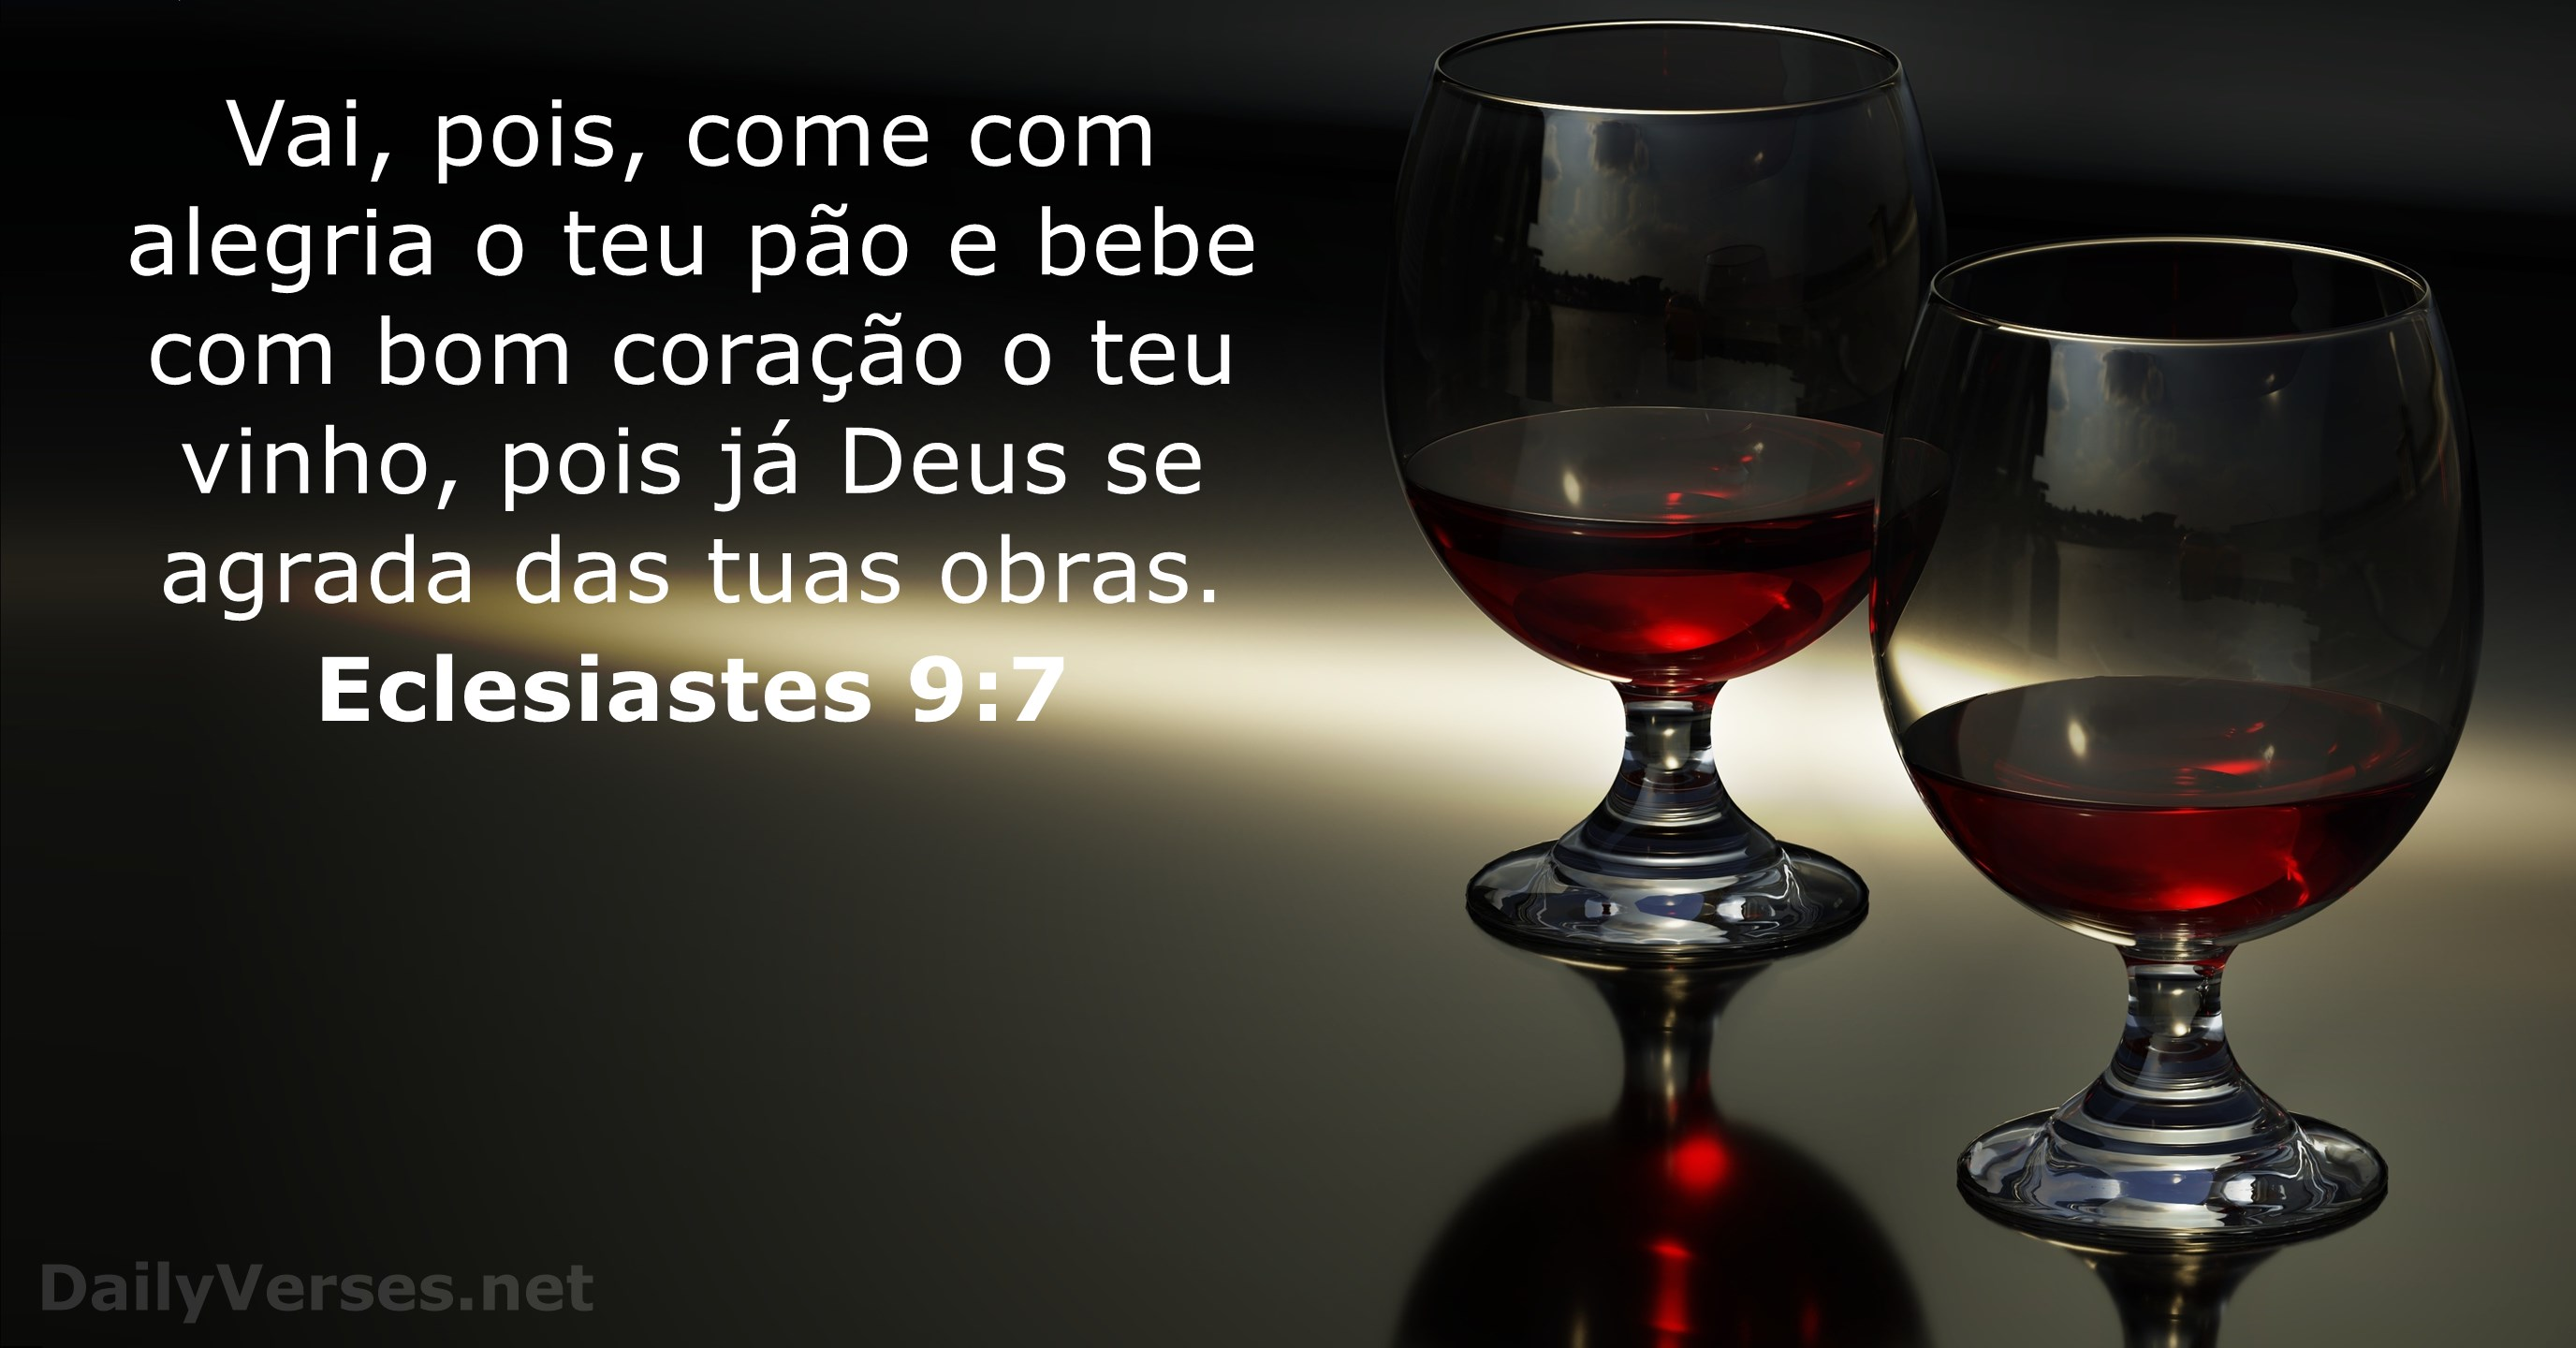 Vai, pois, come com
alegria o teu pão e bebe
com bom coração o teu
vinho, pois já Deus se
agrada das tuas obras.
Eclesiastes 9:7
DailyVerses.net